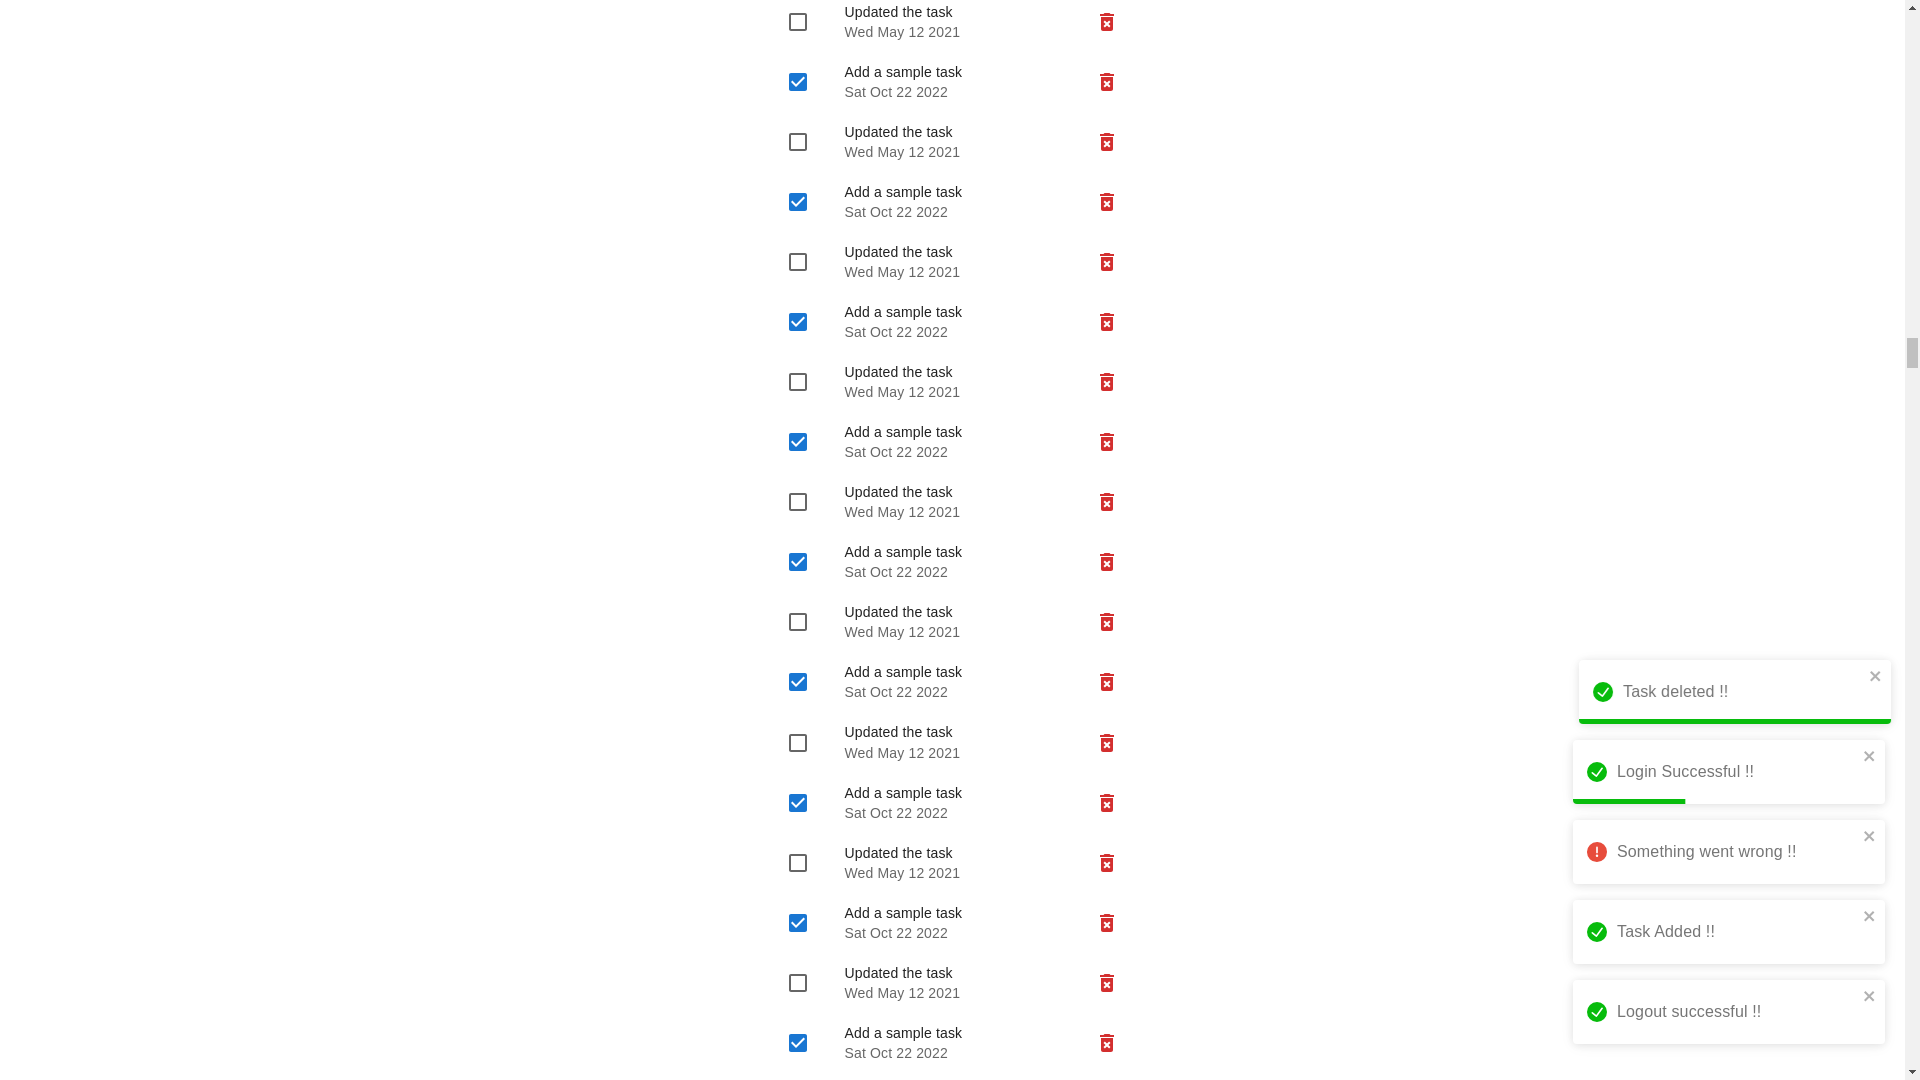 Updated the task
Wed May 12 2021
Add a sample task
Sat Oct 22 2022
Updated the task
Wed May 12 2021
Add a sample task
Sat Oct 22 2022
Updated the task
Wed May 12 2021
Add a sample task
Sat Oct 22 2022
Updated the task
Wed May 12 2021
Add a sample task
Sat Oct 22 2022
Updated the task
Wed May 12 2021
Add a sample task
Sat Oct 22 2022
Updated the task
Wed May 12 2021
Add a sample task
Sat Oct 22 2022
Updated the task
Wed May 12 2021
Add a sample task
Sat Oct 22 2022
Updated the task
Wed May 12 2021
Add a sample task
Sat Oct 22 2022
Updated the task
Wed May 12 2021
Add a sample task
Sat Oct 22 2022
Task deleted !!
Login Successful !!
Something went wrong !!
Task Added !!
Logout successful !!